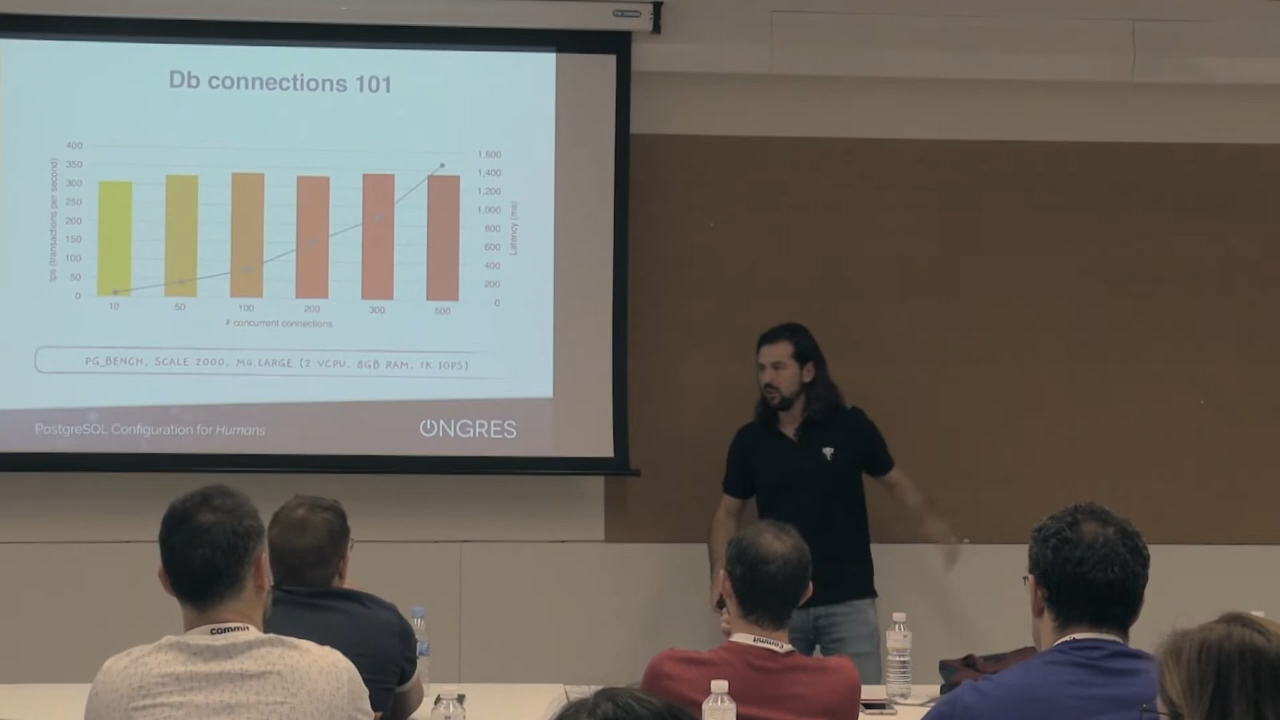 Db connections 101
400
350
300
250
200
150
100
50
0
tps (transactions per second)
1,600
1,400
1,200
1,000
800
600
400
200
0
Latency (ms)
10 50 100 200 300 500
# concurrent connections
PG_BENCH, SCALE 2000, M4.LARGE (2 VCPU, 8GB RAM, 1K IOPS)
PostgreSQL Configuration for Humans
ONGRES
commit
commit